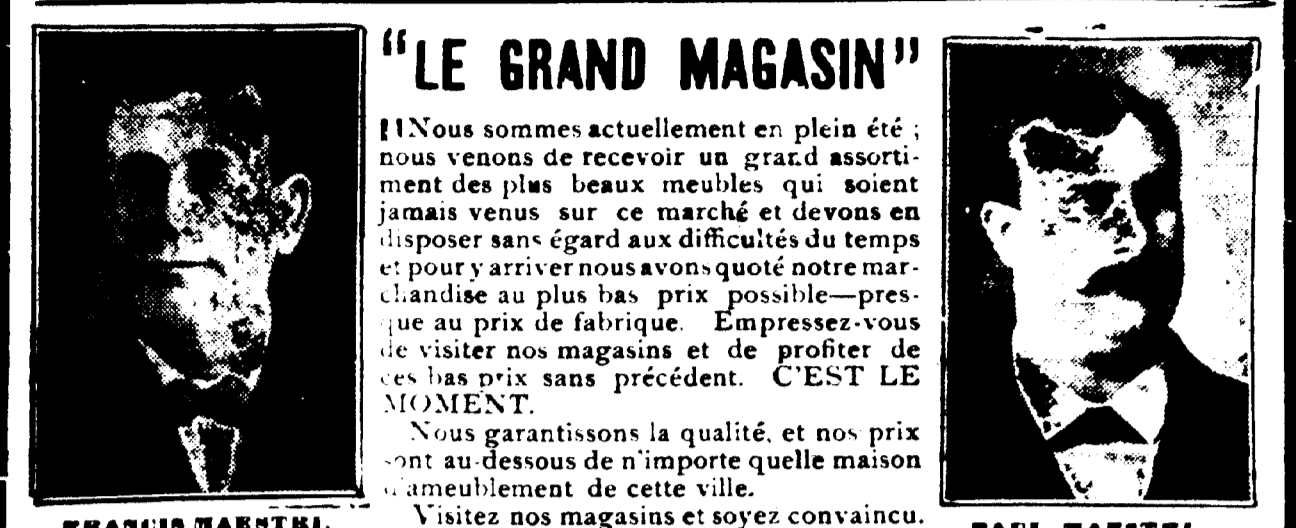 "LE GRAND MAGASIN"
Nous sommes actuellement en plein été ;
nous venons de recevoir un grand assorti-
ment des plus beaux meubles qui soient
jamais venus sur ce marché et devons en
disposer sans égard aux difficultés du temps
et pour y arriver nous avons quoté notre mar-
chandise au plus bas prix possible—pres-
que au prix de fabrique. Empressez-vous
de visiter nos magasins et de profiter de
ces bas prix sans précédent. C'EST LE
MOMENT.
Nous garantissons la qualité, et nos prix
sont au-dessous de n'importe quelle maison
d'ameublement de cette ville.
Visitez nos magasins et soyez convaincu.
FRANCIS MAESTRI.